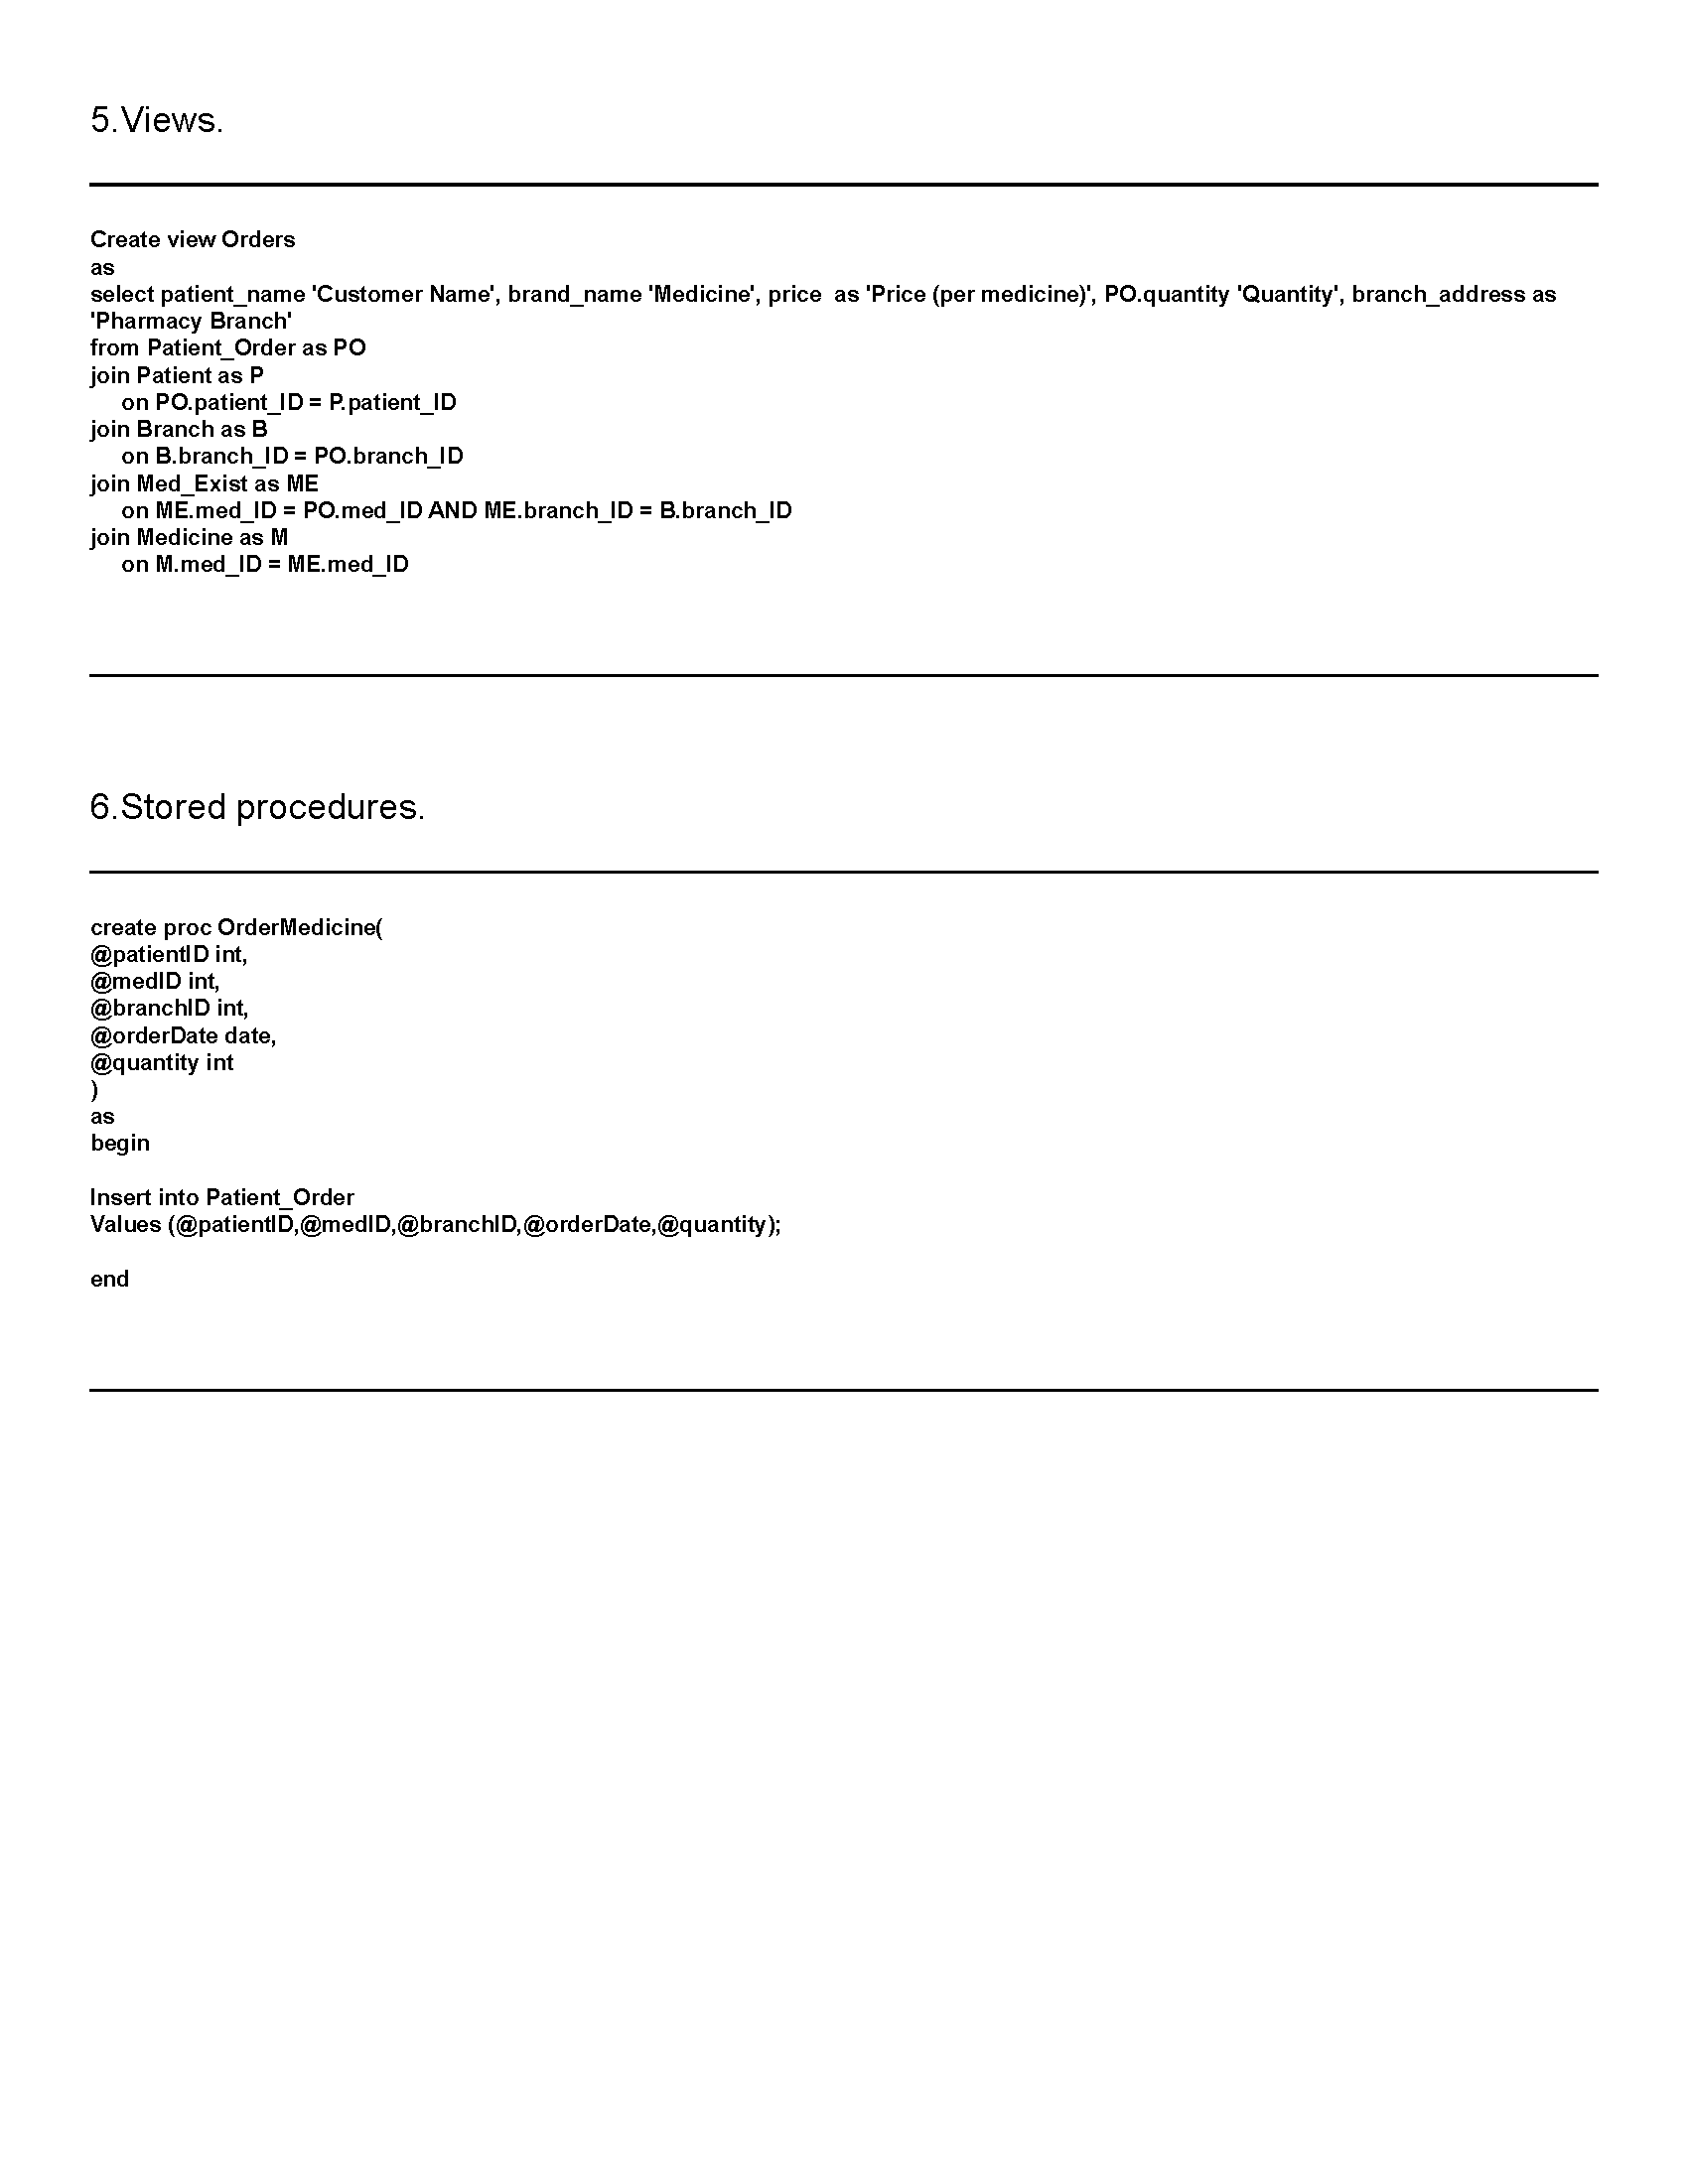 5.Views.
Create view Orders
as
select patient_name 'Customer Name', brand_name 'Medicine', price  as 'Price (per medicine)', PO.quantity 'Quantity', branch_address as
'Pharmacy Branch'
from Patient_Order as PO
join Patient as P
on PO.patient_ID = P.patient_ID
join Branch as B
on B.branch_ID = PO.branch_ID
join Med_Exist as ME
on ME.med_ID = PO.med_ID AND ME.branch_ID = B.branch_ID
join Medicine as M
on M.med_ID = ME.med_ID
6.Stored procedures.
create proc OrderMedicine(
@patientID int,
@medID int,
@branchID int,
@orderDate date,
@quantity int
)
as
begin
Insert into Patient_Order
Values (@patientID,@medID,@branchID,@orderDate,@quantity);
end